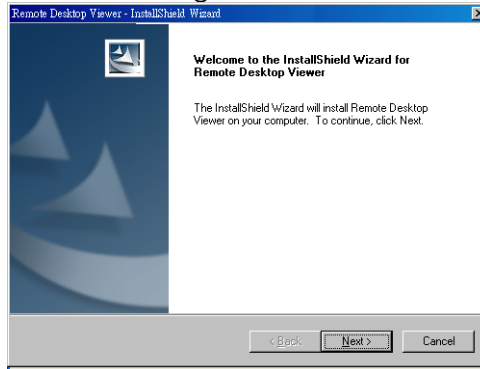 Remote Desktop Viewer - InstallShield Wizard
Welcome to the InstallShield Wizard for
Remote Desktop Viewer
The InstallShield Wizard will install Remote Desktop
Viewer on your computer. To continue, click Next.
< Back Next > Cancel